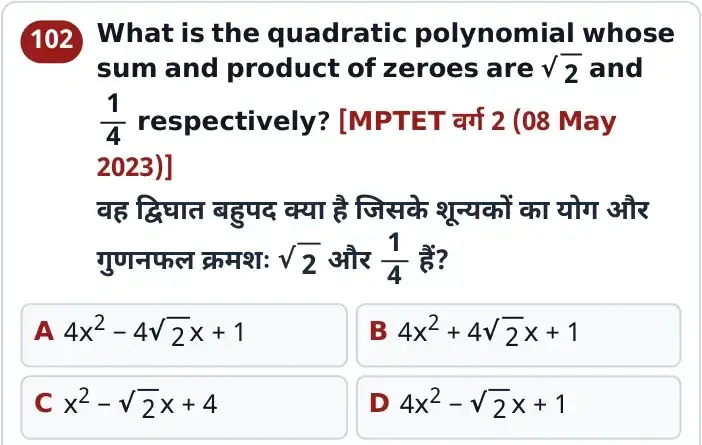 102 What is the quadratic polynomial whose
sum and product of zeroes are √2 and
1/4 respectively? [MPTET वर्ग 2 (08 May
2023)]
वह द्विघात बहुपद क्या है जिसके शून्यकों का योग और
गुणनफल क्रमशः √2 और 1/4 हैं?
A 4x² – 4√2x + 1
B 4x² + 4√2x + 1
C x² – √2x + 4
D 4x² – √2x + 1